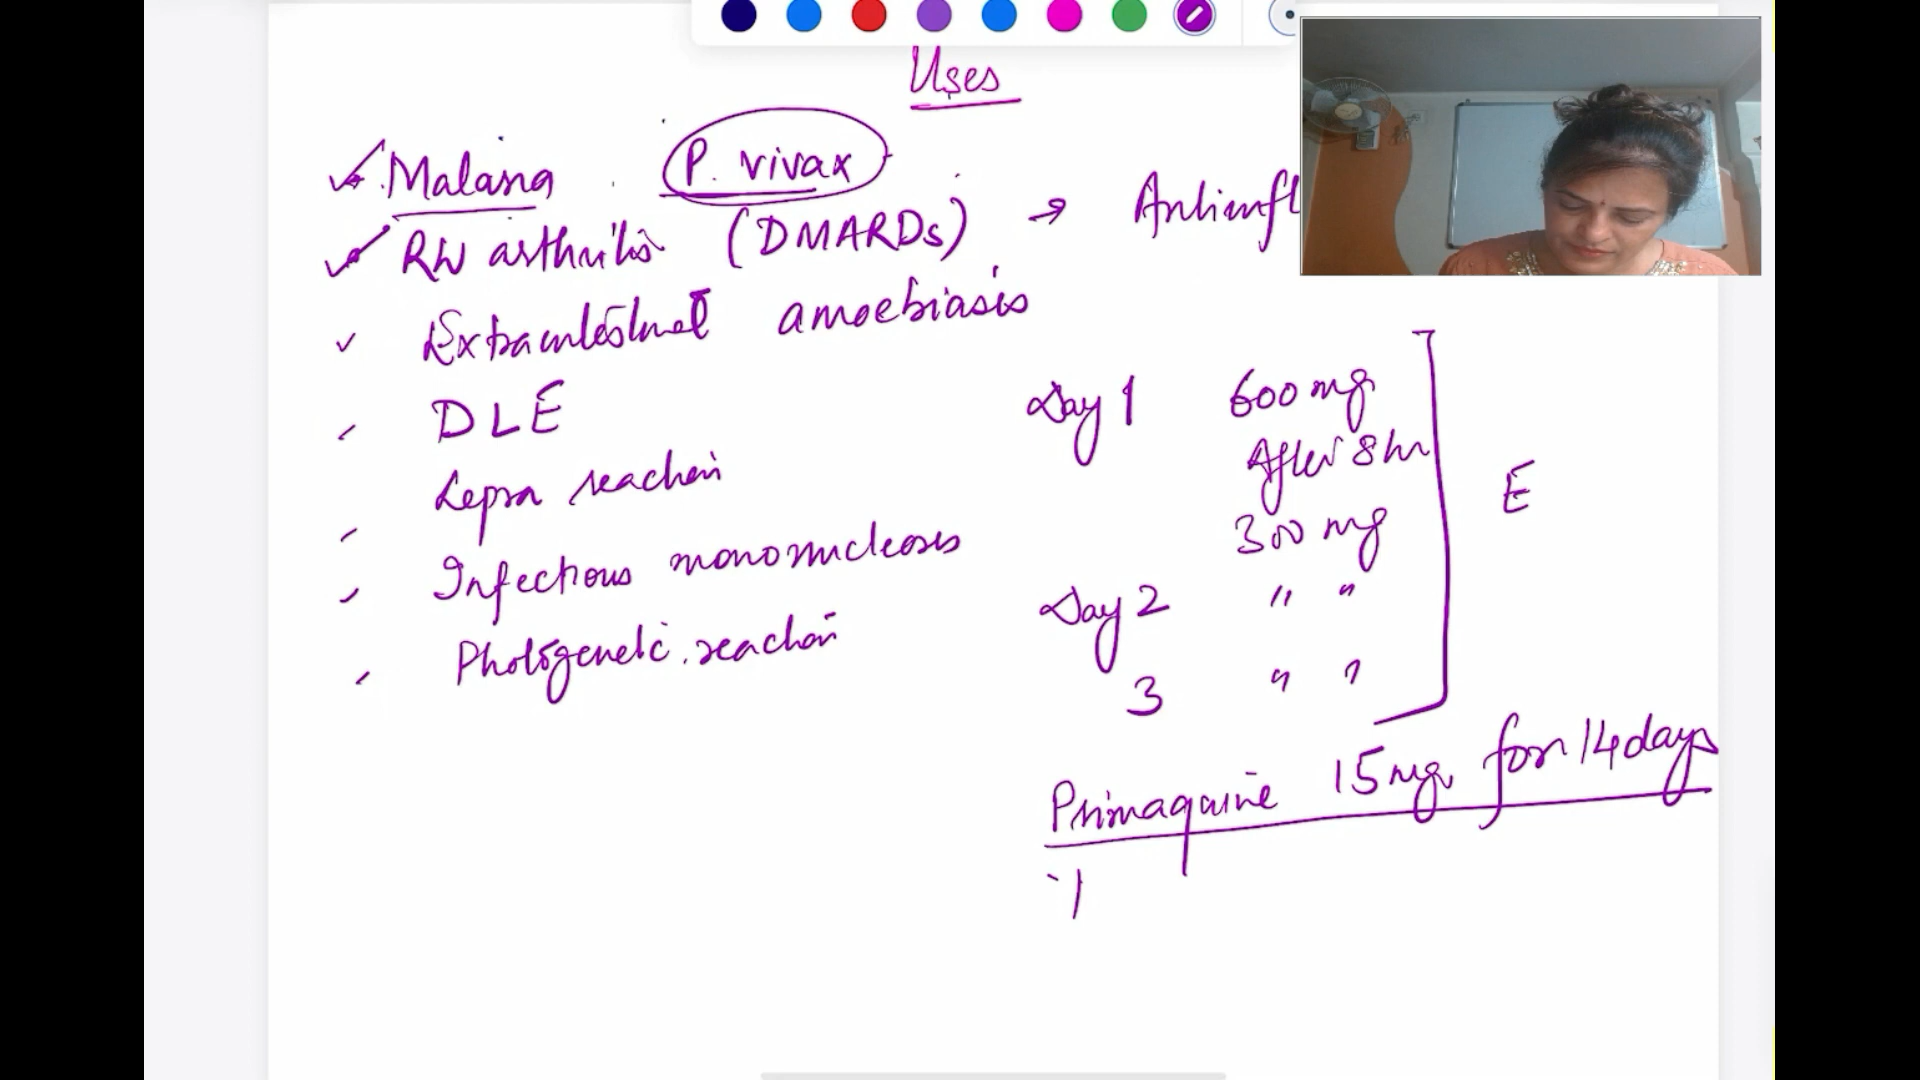 Uses
Malaria P. vivax
Rh arthritis (DMARDs) → Antiinfl
Extraintestinal amoebiasis
DLE
Lepra reaction
Infectious mononucleosis
Photogenetic reaction
Day 1 600 mg
After 8 hr
300 mg
Day 2 " "
3 " "
E
Primaquine 15 mg for 14 days